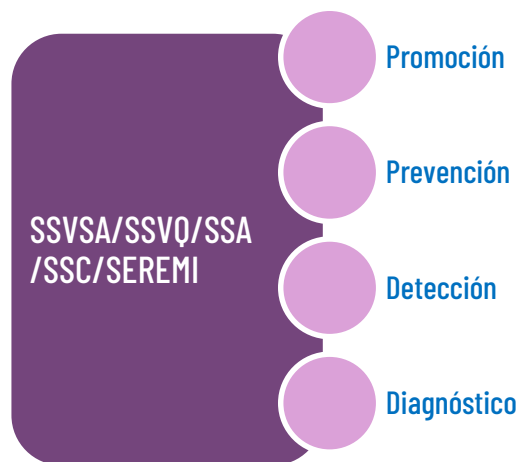 Promoción
Prevención
SSVSA/SSVQ/SSA
/SSC/SEREMI
Detección
Diagnóstico